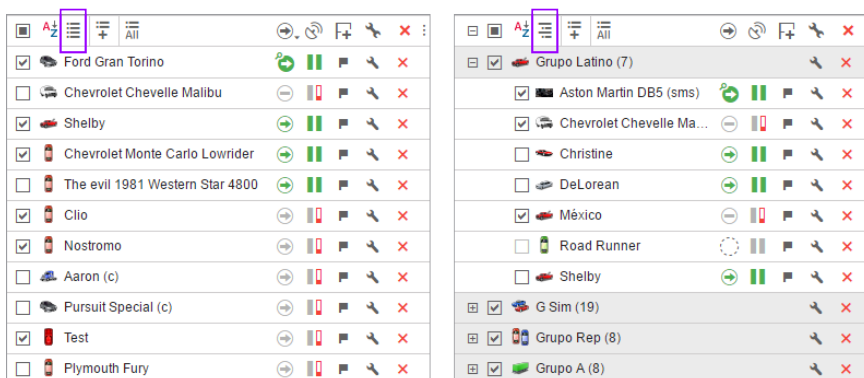 AZ
All
Ford Gran Torino
Chevrolet Chevelle Malibu
Shelby
Chevrolet Monte Carlo Lowrider
The evil 1981 Western Star 4800
Clio
Nostromo
Aaron (c)
Pursuit Special (c)
Test
Plymouth Fury
AZ
All
Grupo Latino (7)
Aston Martin DB5 (sms)
Chevrolet Chevelle Ma...
Christine
DeLorean
México
Road Runner
Shelby
G Sim (19)
Grupo Rep (8)
Grupo A (8)